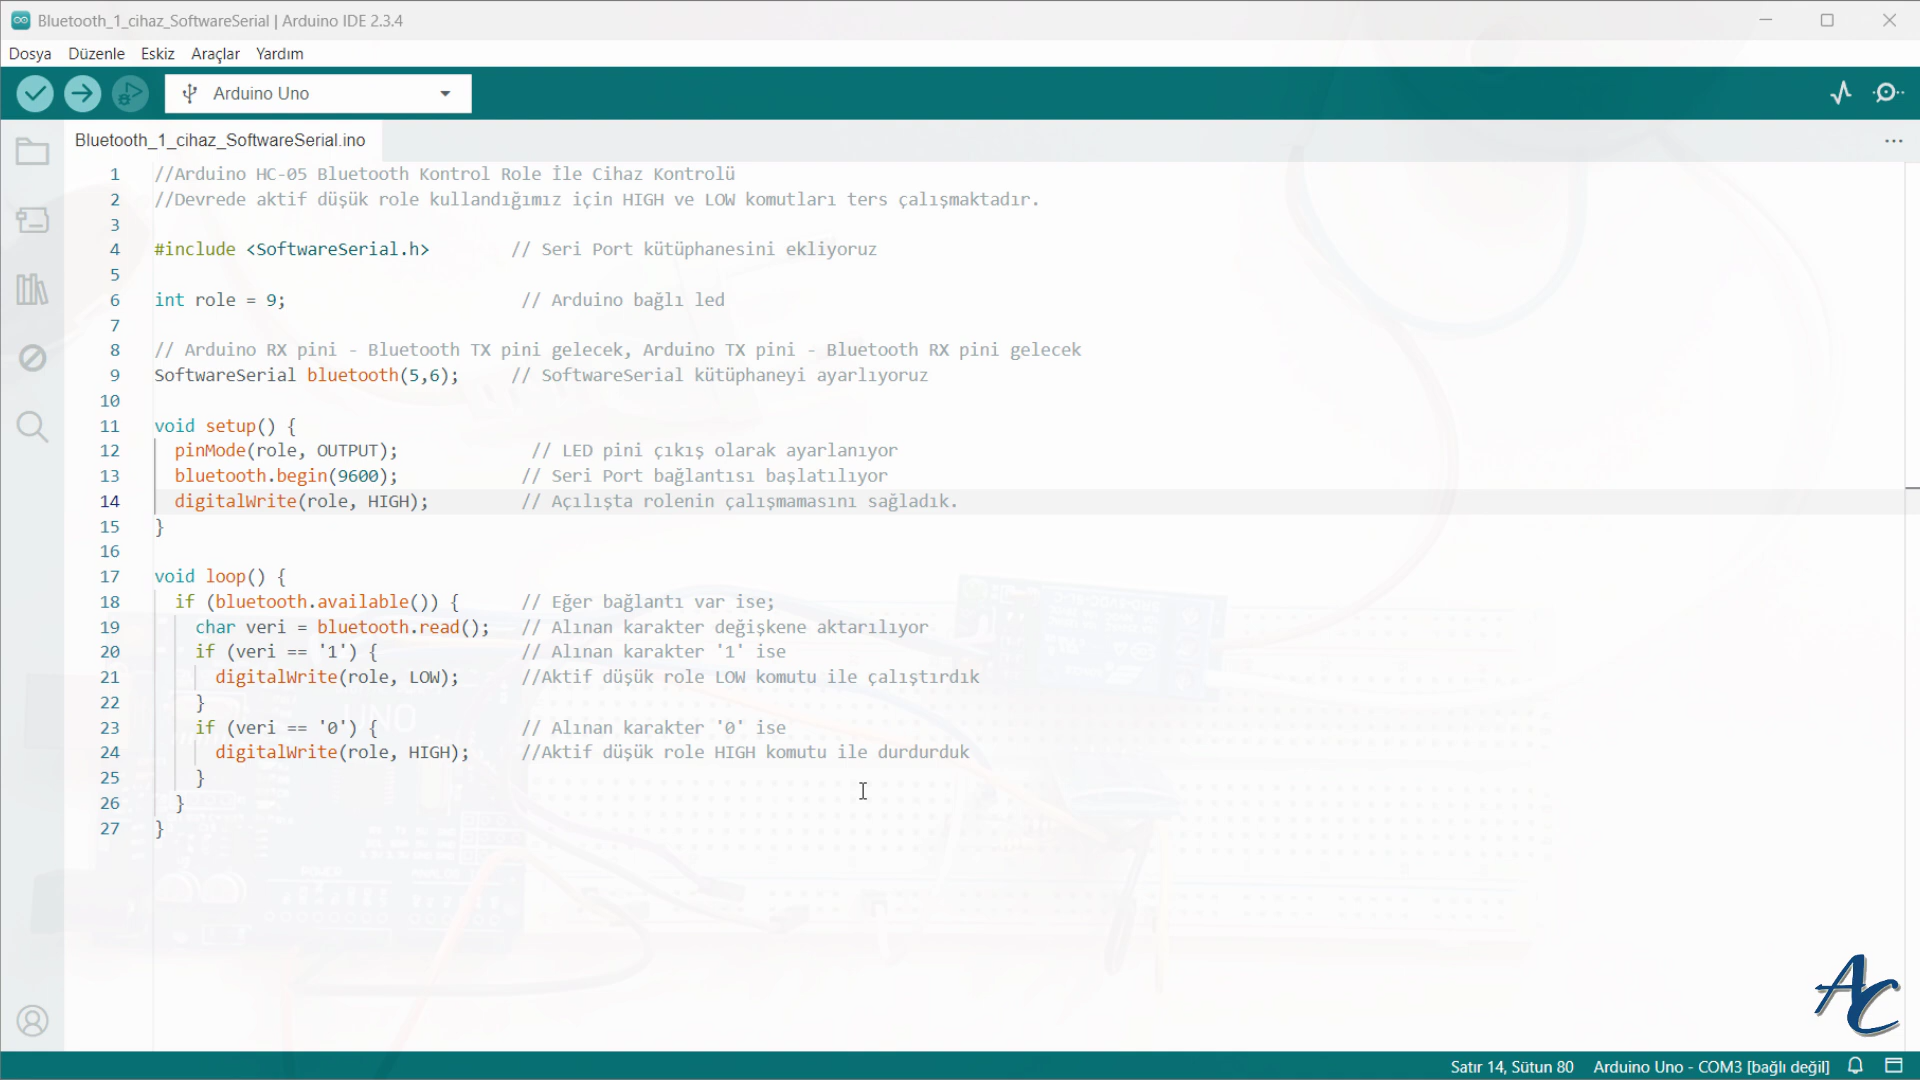 Bluetooth_1_cihaz_SoftwareSerial | Arduino IDE 2.3.4
Dosya Düzenle Eskiz Araçlar Yardım
Arduino Uno
Bluetooth_1_cihaz_SoftwareSerial.ino
1 //Arduino HC-05 Bluetooth Kontrol Role İle Cihaz Kontrolü
2 //Devrede aktif düşük role kullandığımız için HIGH ve LOW komutları ters çalışmaktadır.
3
4 #include <SoftwareSerial.h> // Seri Port kütüphanesini ekliyoruz
5
6 int role = 9; // Arduino bağlı led
7
8 // Arduino RX pini - Bluetooth TX pini gelecek, Arduino TX pini - Bluetooth RX pini gelecek
9 SoftwareSerial bluetooth(5,6); // SoftwareSerial kütüphaneyi ayarlıyoruz
10
11 void setup() {
12 pinMode(role, OUTPUT); // LED pini çıkış olarak ayarlanıyor
13 bluetooth.begin(9600); // Seri Port bağlantısı başlatılıyor
14 digitalWrite(role, HIGH); // Açılışta rolenin çalışmamasını sağladık.
15 }
16
17 void loop() {
18 if (bluetooth.available()) { // Eğer bağlantı var ise;
19 char veri = bluetooth.read(); // Alınan karakter değişkene aktarılıyor
20 if (veri == '1') { // Alınan karakter '1' ise
21 digitalWrite(role, LOW); //Aktif düşük role LOW komutu ile çalıştırdık
22 }
23 if (veri == '0') { // Alınan karakter '0' ise
24 digitalWrite(role, HIGH); //Aktif düşük role HIGH komutu ile durdurduk
25 }
26 }
27 }
UNO
POWER
AC
Satır 14, Sütun 80 Arduino Uno - COM3 [bağlı değil]